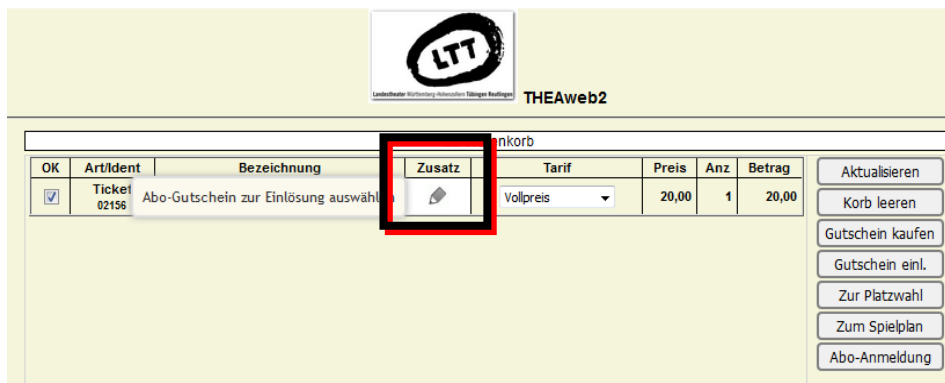 LTT
Landestheater Württemberg-Hohenzollern Tübingen Reutlingen
THEAweb2
nkorb
OK Art/Ident Bezeichnung Zusatz Tarif Preis Anz Betrag
Ticket
02156
Abo-Gutschein zur Einlösung auswähl n
Vollpreis 20,00 1 20,00
Aktualisieren
Korb leeren
Gutschein kaufen
Gutschein einl.
Zur Platzwahl
Zum Spielplan
Abo-Anmeldung